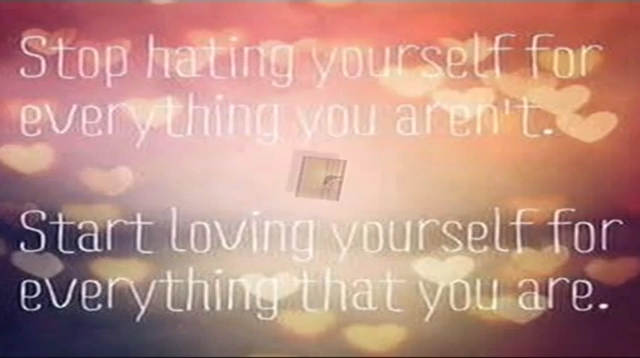 Stop hating yourself for
everything you aren't.
Start loving yourself for
everything that you are.